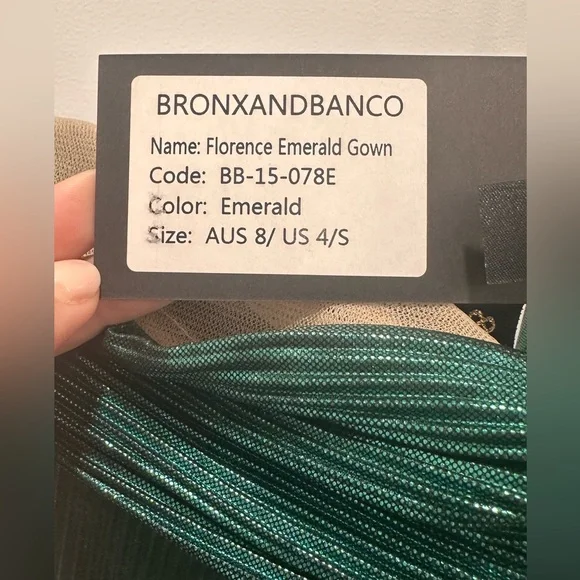 BRONXANDBANCO
Name: Florence Emerald Gown
Code: BB-15-078E
Color: Emerald
Size: AUS 8/ US 4/S